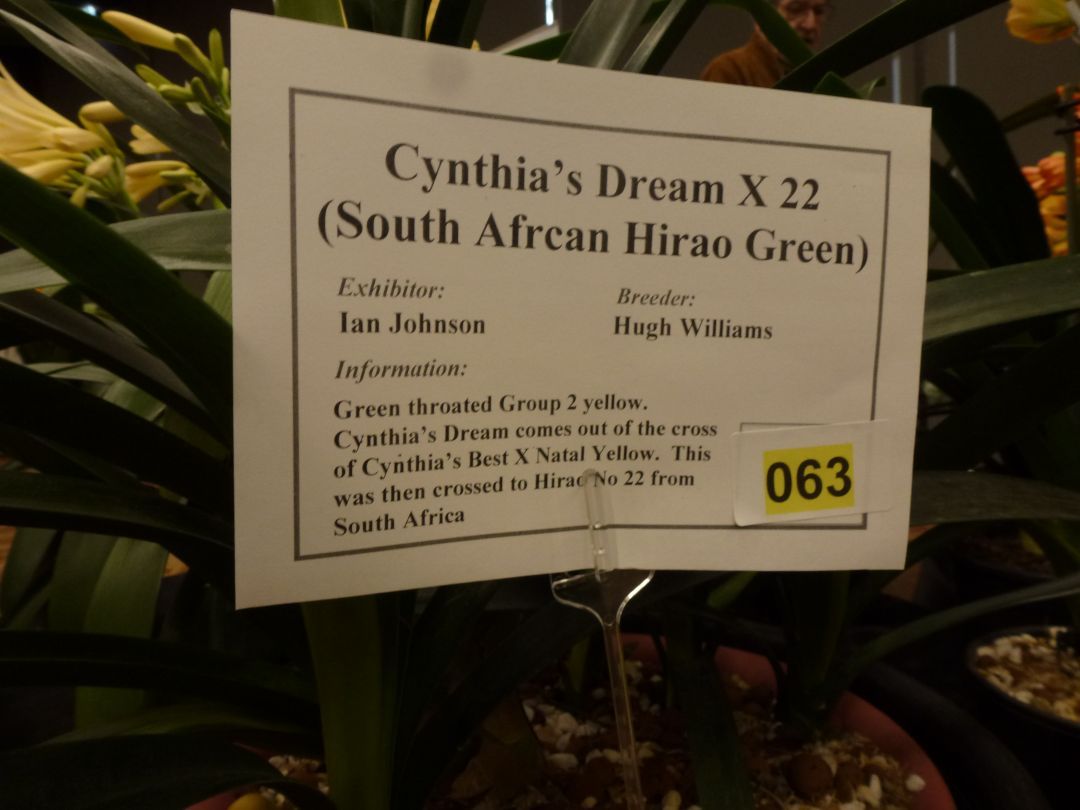 Cynthia's Dream X 22
(South Afrcan Hirao Green)
Exhibitor:
Ian Johnson
Breeder:
Hugh Williams
Information:
Green throated Group 2 yellow.
Cynthia's Dream comes out of the cross
of Cynthia's Best X Natal Yellow. This
was then crossed to Hirao No 22 from
South Africa
063